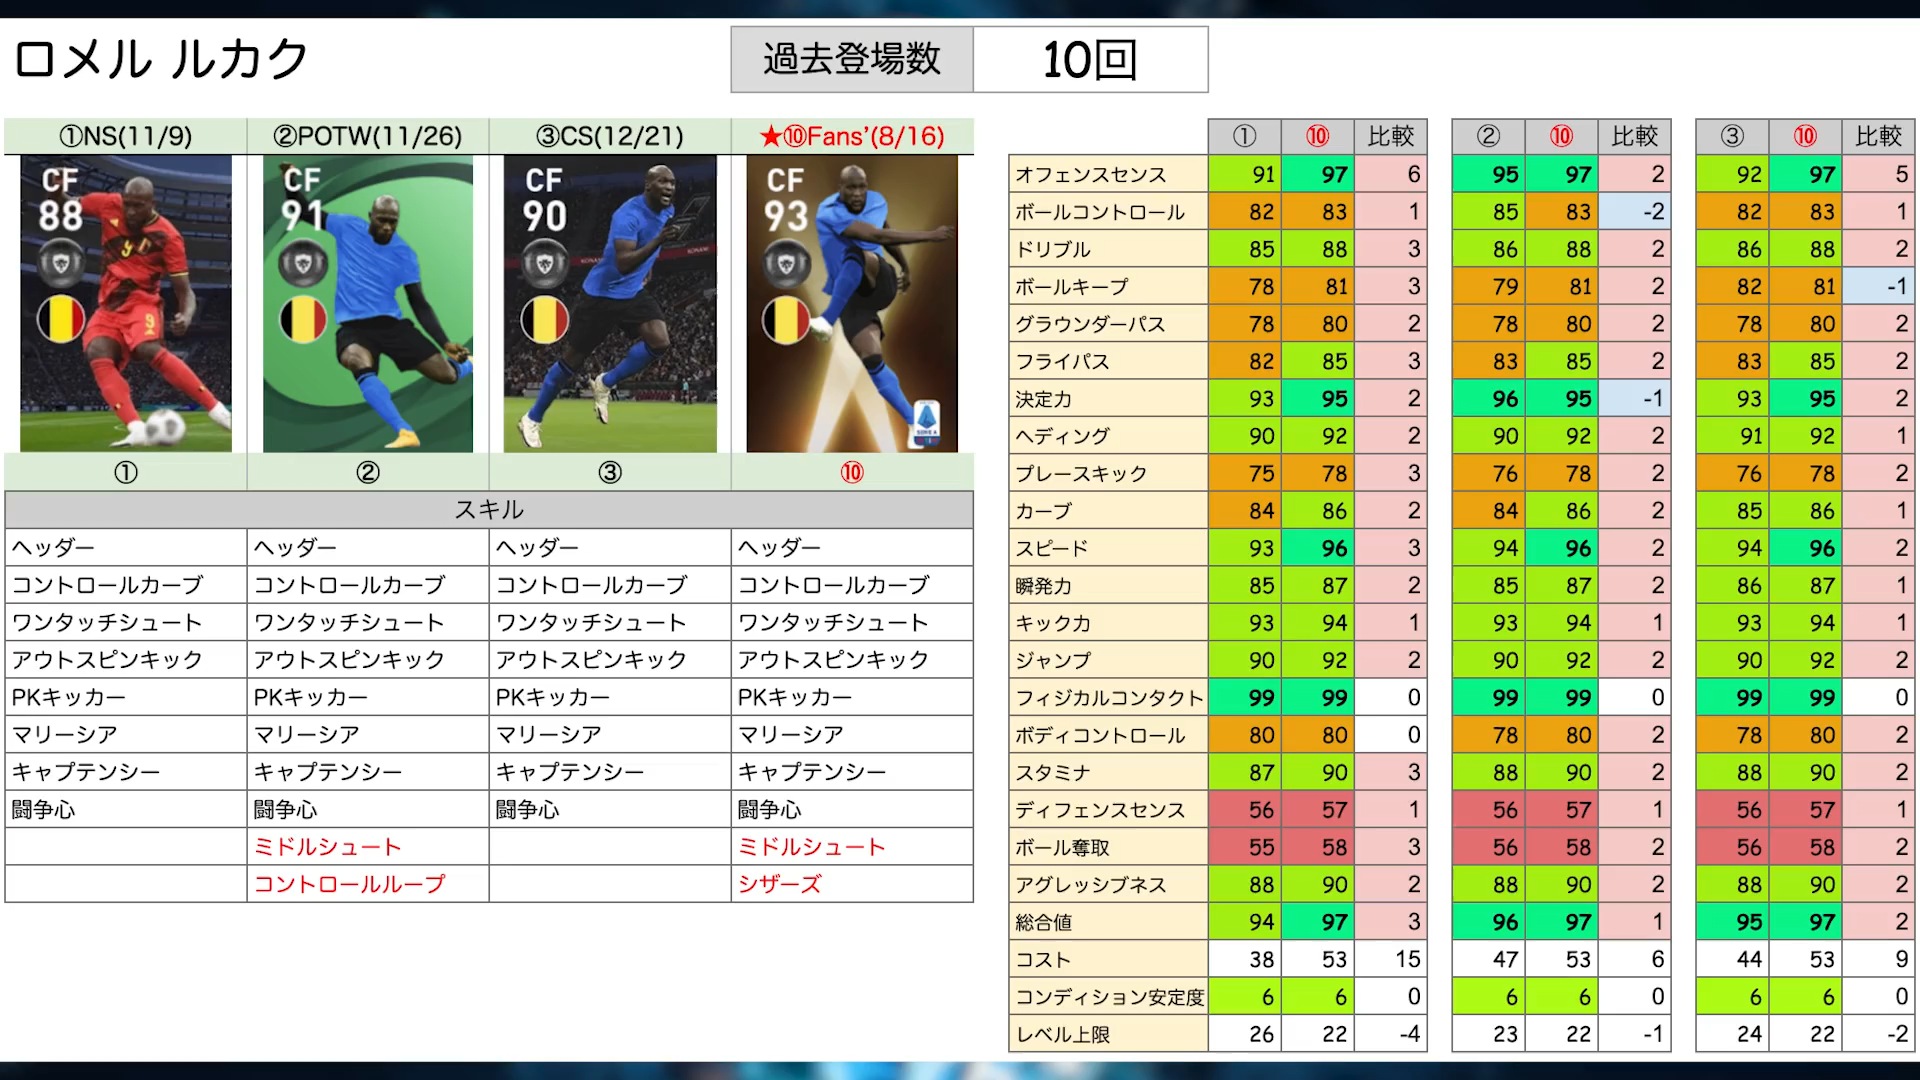 ロメル ルカク
過去登場数 10回
①NS(11/9) ②POTW(11/26) ③CS(12/21) ★⑩Fans’(8/16)
CF CF CF CF
88 91 90 93
① ② ③ ⑩
スキル
ヘッダー ヘッダー ヘッダー ヘッダー
コントロールカーブ コントロールカーブ コントロールカーブ コントロールカーブ
ワンタッチシュート ワンタッチシュート ワンタッチシュート ワンタッチシュート
アウトスピンキック アウトスピンキック アウトスピンキック アウトスピンキック
PKキッカー PKキッカー PKキッカー PKキッカー
マリーシア マリーシア マリーシア マリーシア
キャプテンシー キャプテンシー キャプテンシー キャプテンシー
闘争心 闘争心 闘争心 闘争心
ミドルシュート ミドルシュート
コントロールループ シザーズ
① ⑩ 比較 ② ⑩ 比較 ③ ⑩ 比較
オフェンスセンス 91 97 6 95 97 2 92 97 5
ボールコントロール 82 83 1 85 83 -2 82 83 1
ドリブル 85 88 3 86 88 2 86 88 2
ボールキープ 78 81 3 79 81 2 82 81 -1
グラウンダーパス 78 80 2 78 80 2 78 80 2
フライパス 82 85 3 83 85 2 83 85 2
決定力 93 95 2 96 95 -1 93 95 2
ヘディング 90 92 2 90 92 2 91 92 1
プレースキック 75 78 3 76 78 2 76 78 2
カーブ 84 86 2 84 86 2 85 86 1
スピード 93 96 3 94 96 2 94 96 2
瞬発力 85 87 2 85 87 2 86 87 1
キック力 93 94 1 93 94 1 93 94 1
ジャンプ 90 92 2 90 92 2 90 92 2
フィジカルコンタクト 99 99 0 99 99 0 99 99 0
ボディコントロール 80 80 0 78 80 2 78 80 2
スタミナ 87 90 3 88 90 2 88 90 2
ディフェンスセンス 56 57 1 56 57 1 56 57 1
ボール奪取 55 58 3 56 58 2 56 58 2
アグレッシブネス 88 90 2 88 90 2 88 90 2
総合値 94 97 3 96 97 1 95 97 2
コスト 38 53 15 47 53 6 44 53 9
コンディション安定度 6 6 0 6 6 0 6 6 0
レベル上限 26 22 -4 23 22 -1 24 22 -2